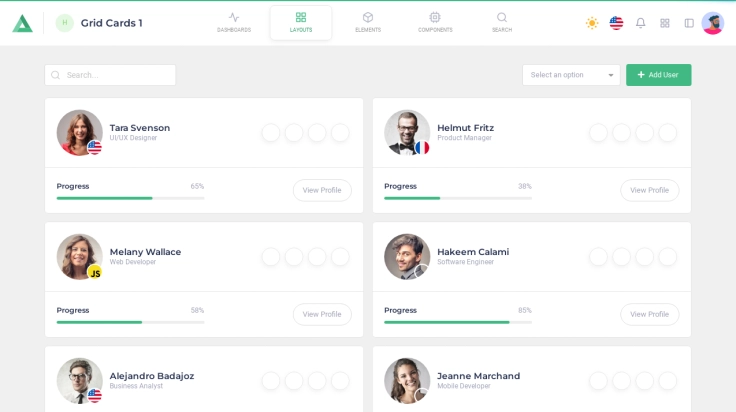 H
Grid Cards 1
DASHBOARDS
LAYOUTS
ELEMENTS
COMPONENTS
SEARCH
Search...
Select an option
+ Add User
Tara Svenson
UI/UX Designer
Progress
65%
View Profile
Helmut Fritz
Product Manager
Progress
38%
View Profile
Melany Wallace
Web Developer
JS
Progress
58%
View Profile
Hakeem Calami
Software Engineer
Progress
85%
View Profile
Alejandro Badajoz
Business Analyst
Jeanne Marchand
Mobile Developer